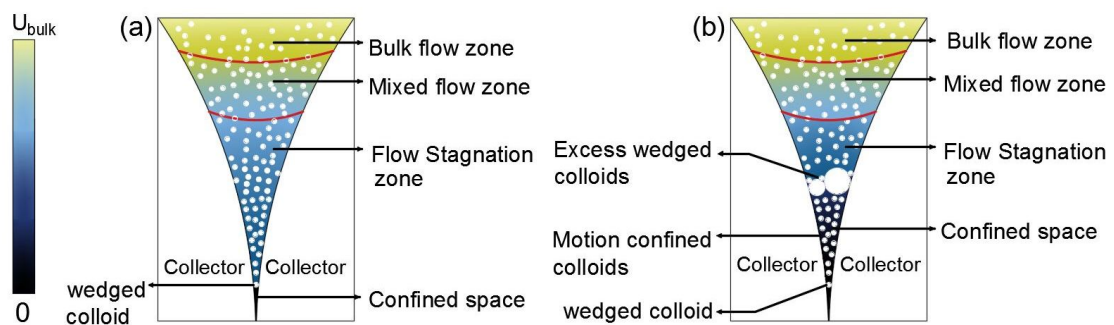 U_bulk
0
(a)
Bulk flow zone
Mixed flow zone
Flow Stagnation
zone
Collector
Collector
wedged
colloid
Confined space
(b)
Bulk flow zone
Mixed flow zone
Excess wedged
colloids
Flow Stagnation
zone
Motion confined
colloids
Confined space
Collector
Collector
wedged colloid